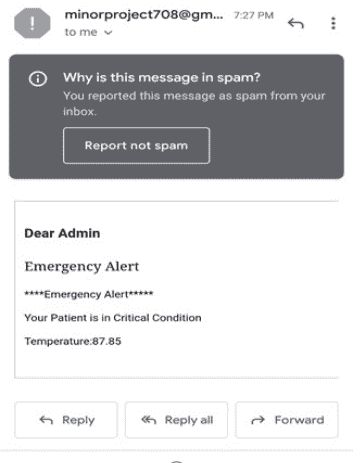 minorproject708@gm... 7:27 PM
to me
Why is this message in spam?
You reported this message as spam from your
inbox.
Report not spam
Dear Admin
Emergency Alert
****Emergency Alert*****
Your Patient is in Critical Condition
Temperature:87.85
Reply Reply all Forward